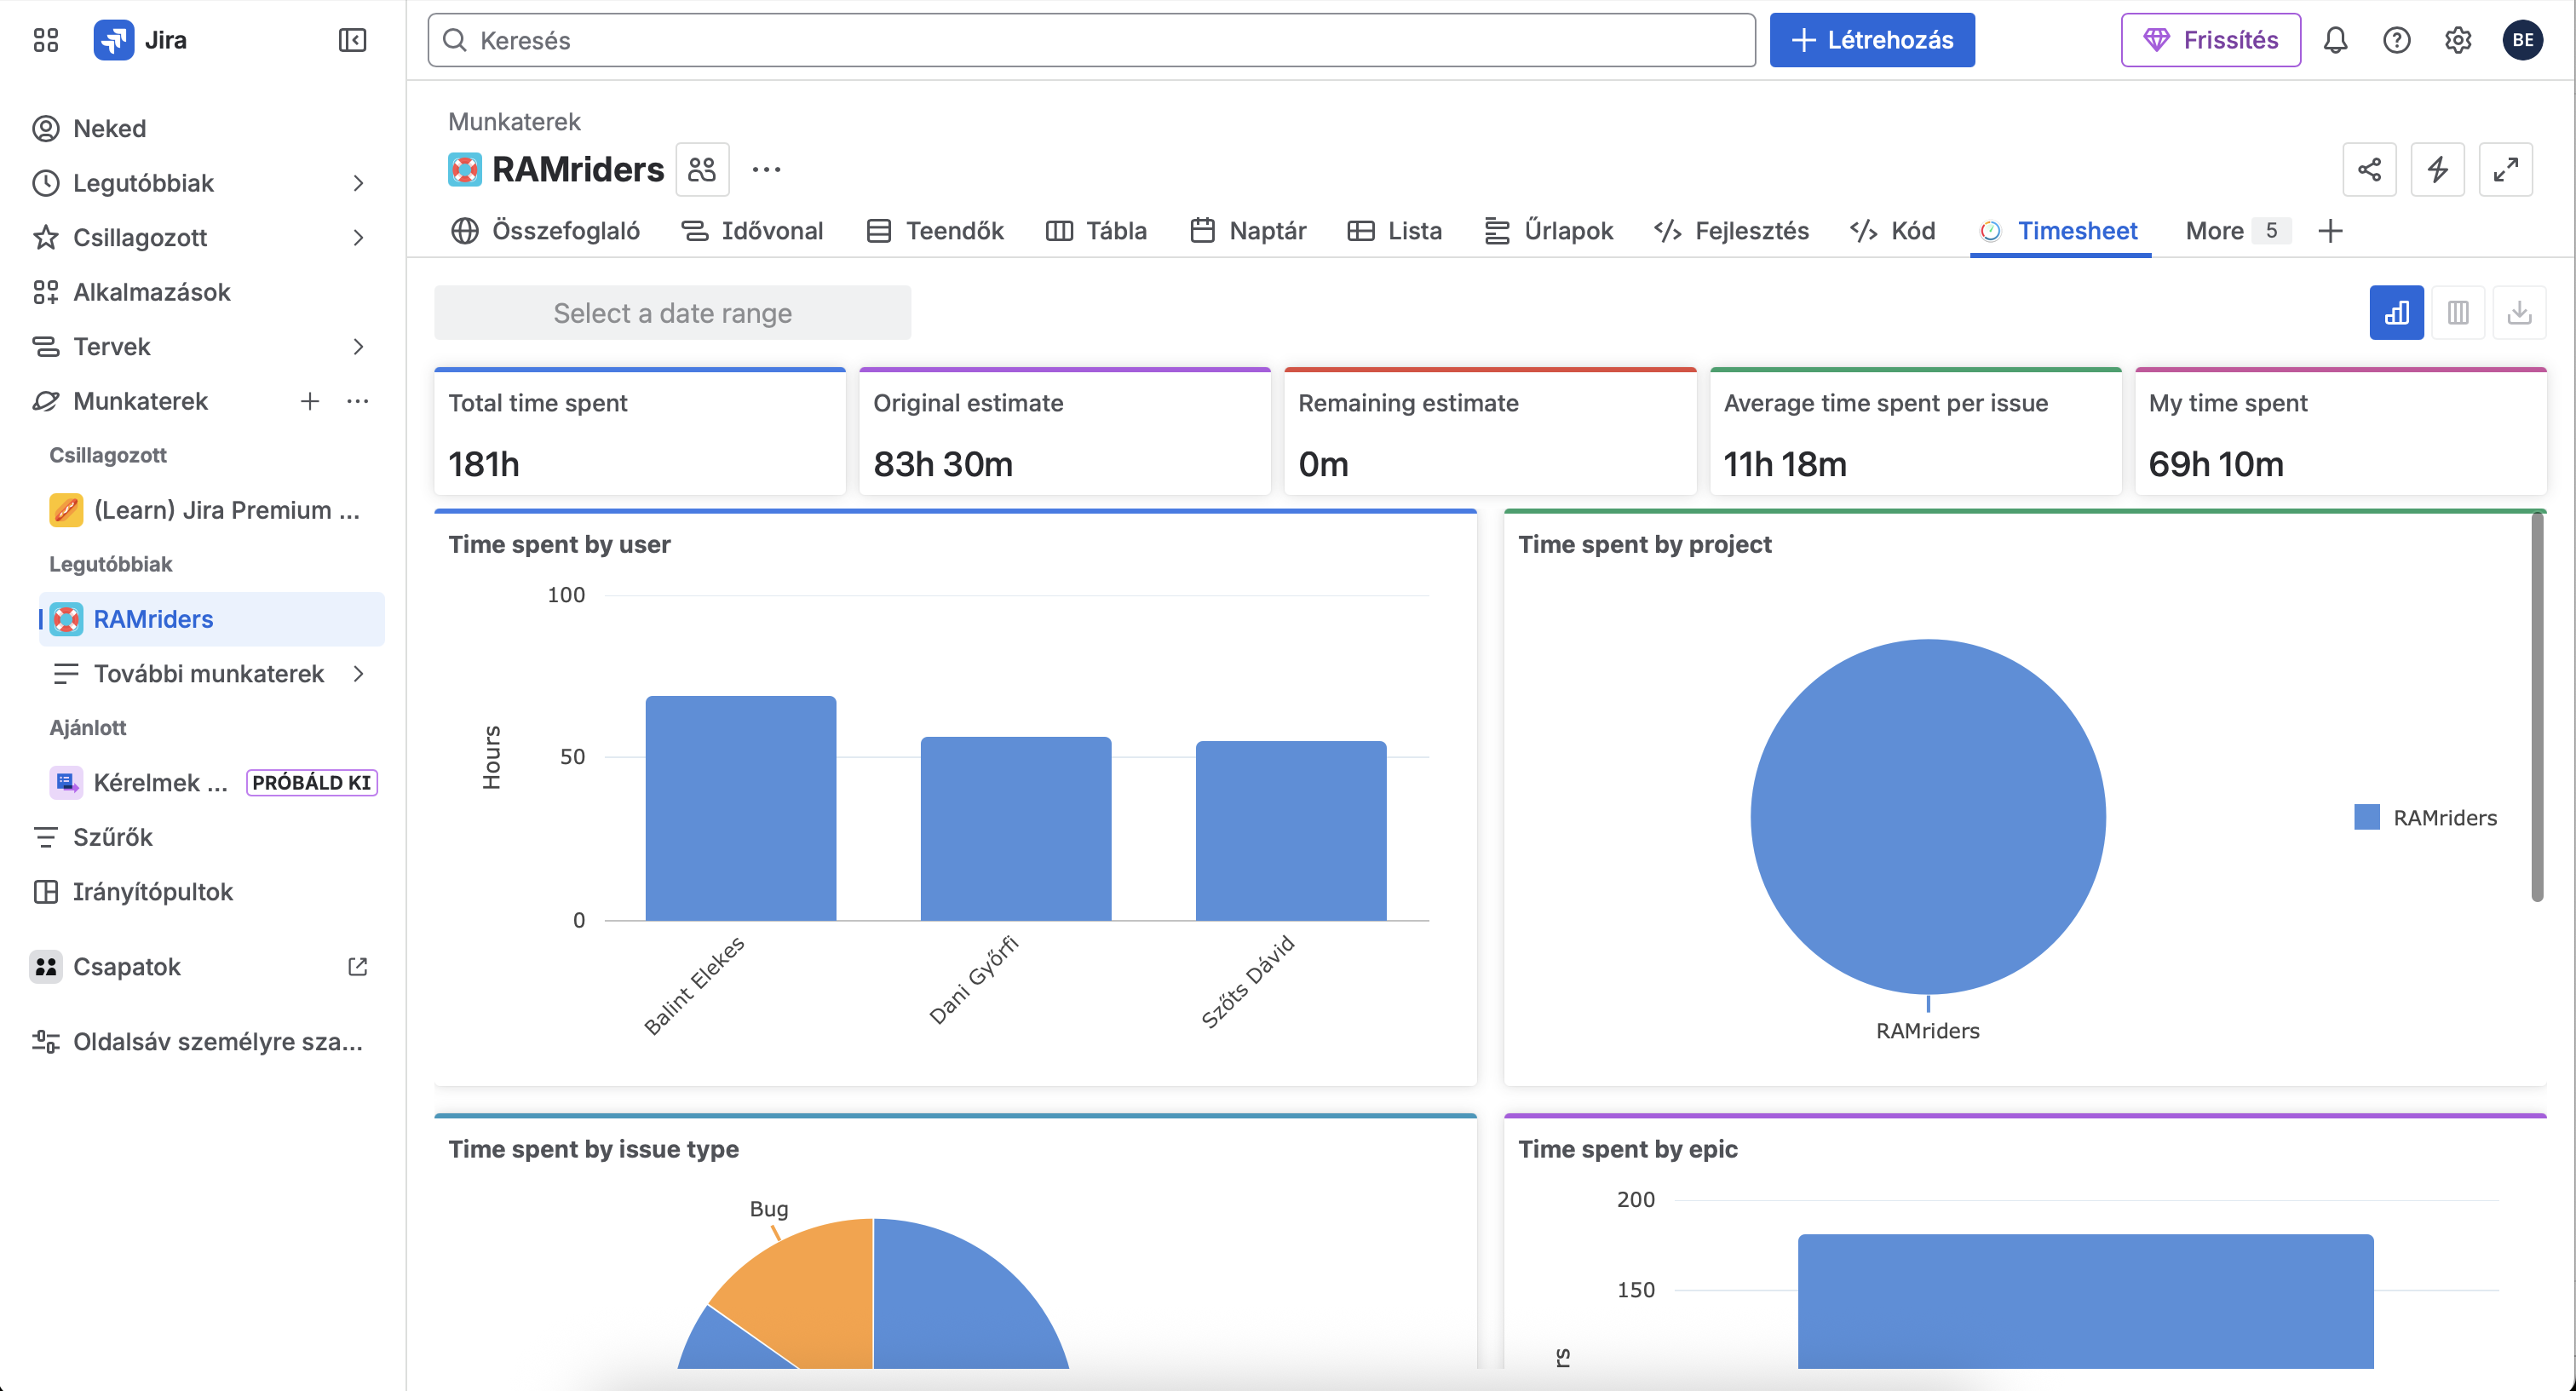 Jira
Keresés
Létrehozás
Frissítés
BE
Neked
Legutóbbiak
Csillagozott
Alkalmazások
Tervek
Munkaterek
Csillagozott
(Learn) Jira Premium ...
Legutóbbiak
RAMriders
További munkaterek
Ajánlott
Kérelmek ... PRÓBÁLD KI
Szűrők
Irányítópultok
Csapatok
Oldalsáv személyre sza...
Munkaterek
RAMriders
Összefoglaló Idővonal Teendők Tábla Naptár Lista Űrlapok Fejlesztés Kód Timesheet More 5
Select a date range
Total time spent
181h
Original estimate
83h 30m
Remaining estimate
0m
Average time spent per issue
11h 18m
My time spent
69h 10m
Time spent by user
100
50
0
Hours
Balint Elekes
Dani Győrfi
Szőts Dávid
Time spent by project
RAMriders
RAMriders
Time spent by issue type
Bug
Time spent by epic
200
150
rs